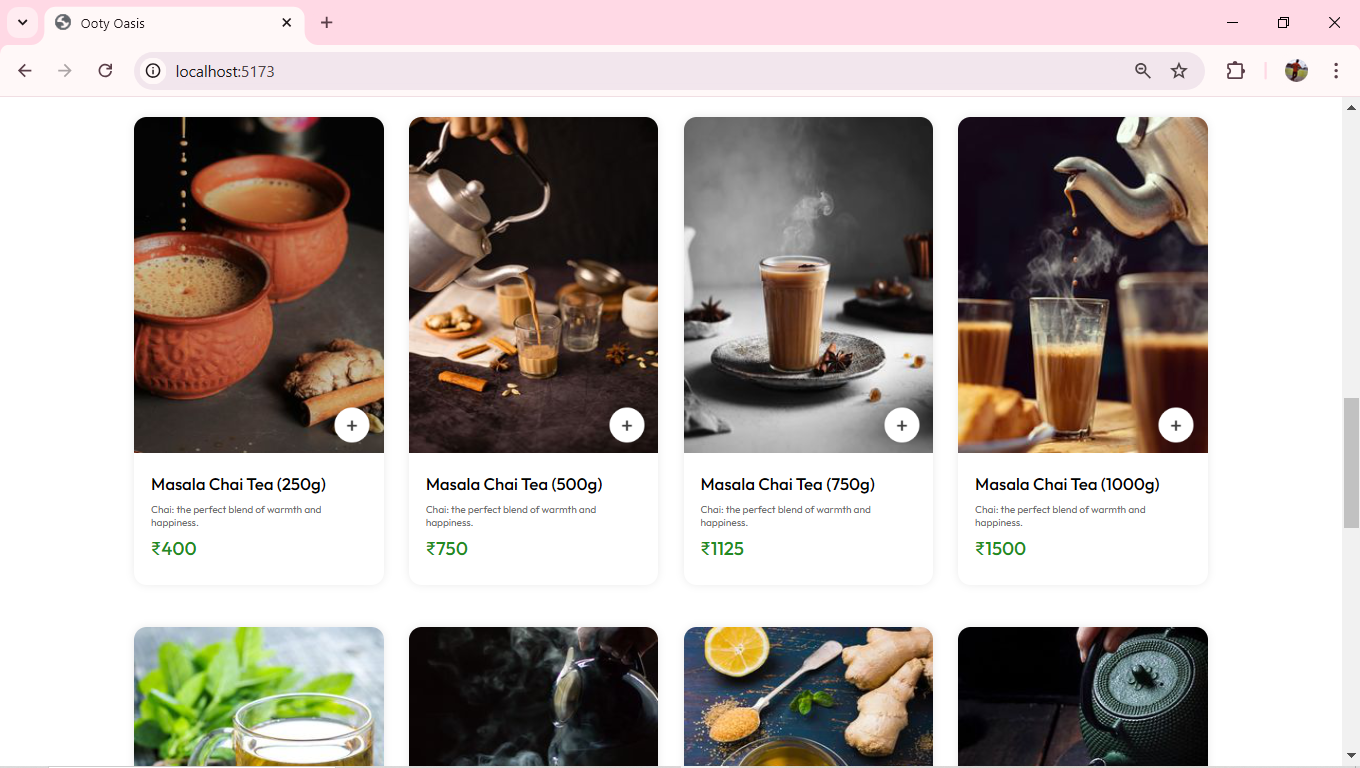 Ooty Oasis
localhost:5173
Masala Chai Tea (250g)
Chai: the perfect blend of warmth and
happiness.
₹400
Masala Chai Tea (500g)
Chai: the perfect blend of warmth and
happiness.
₹750
Masala Chai Tea (750g)
Chai: the perfect blend of warmth and
happiness.
₹1125
Masala Chai Tea (1000g)
Chai: the perfect blend of warmth and
happiness.
₹1500